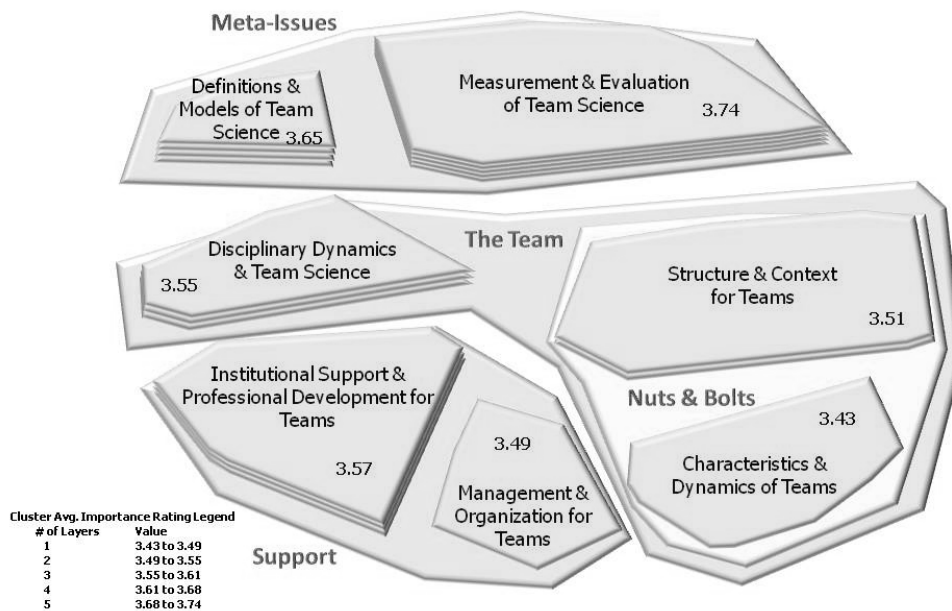 Meta-Issues
Definitions &
Models of Team
Science
3.65
Measurement & Evaluation
of Team Science
3.74
The Team
Disciplinary Dynamics
& Team Science
3.55
Structure & Context
for Teams
3.51
Institutional Support &
Professional Development for
Teams
3.57
Nuts & Bolts
3.49
Management &
Organization for
Teams
3.43
Characteristics &
Dynamics of Teams
Support
Cluster Avg. Importance Rating Legend
# of Layers Value
1 3.43 to 3.49
2 3.49 to 3.55
3 3.55 to 3.61
4 3.61 to 3.68
5 3.68 to 3.74